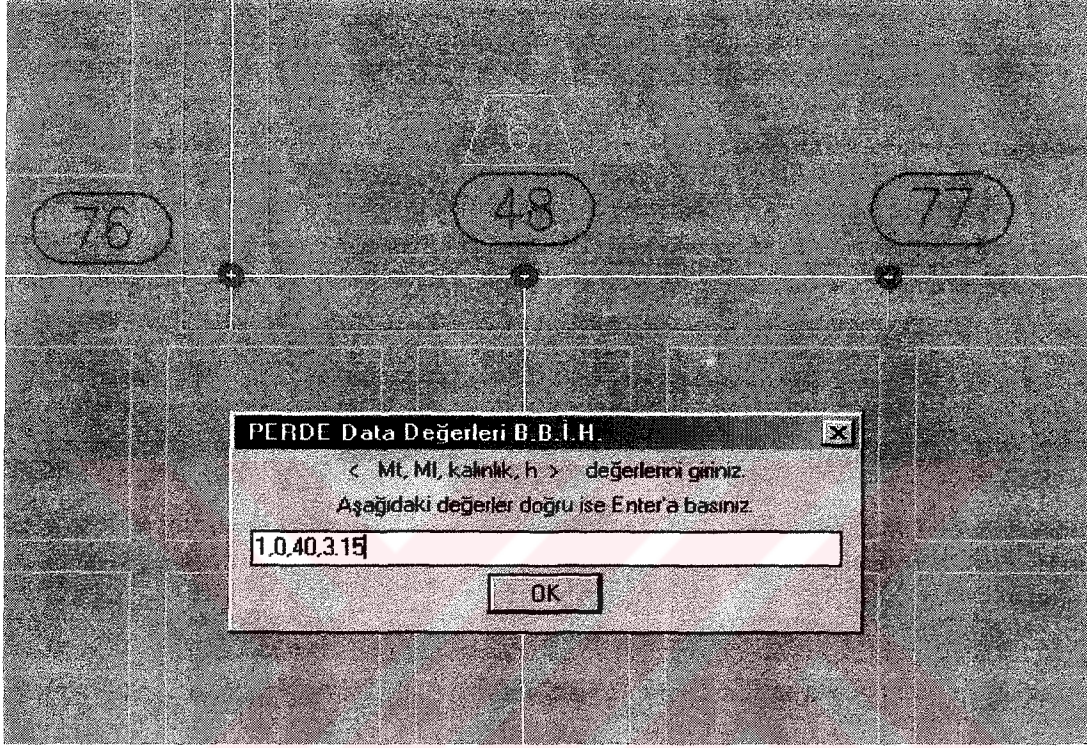 6
76
48
77
PERDE Data Değerleri B.B.İ.H.
< Mt, Ml, kalınlık, h > değerlerini giriniz.
Aşağıdaki değerler doğru ise Enter'a basınız.
1,0,40,3.15
OK